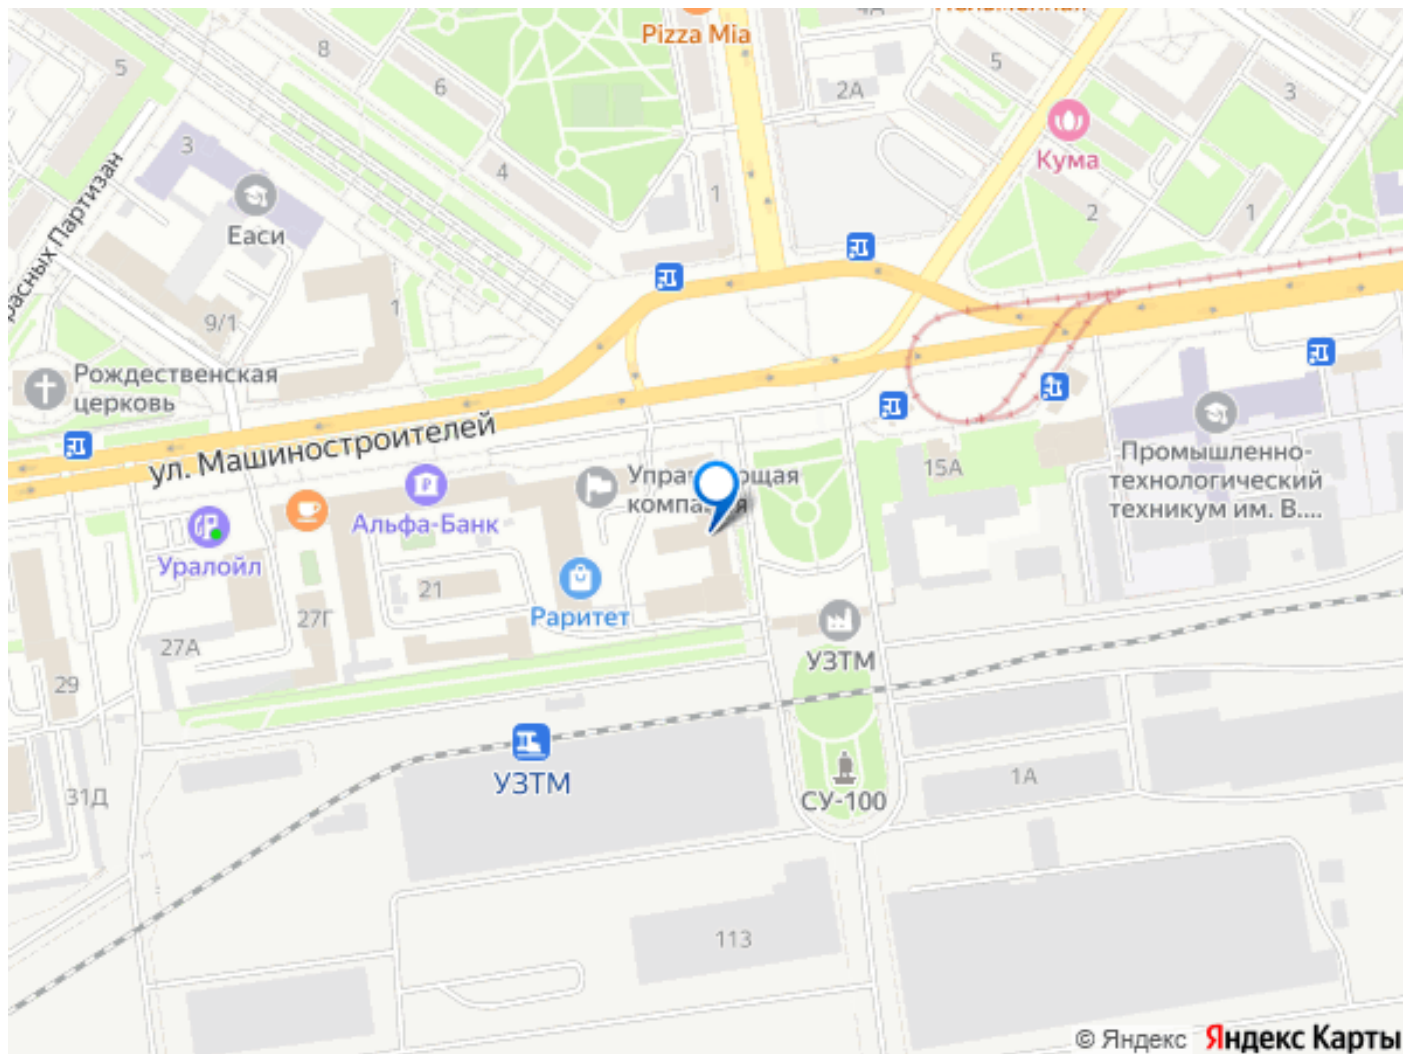 Pizza Mia
4Д
8
5
6
5
2А
3
4
3
Кума
1
2
1
Еаси
9/1
1
Рождественская
церковь
ул. Машиностроителей
15А
Промышленно-
технологический
техникум им. В....
компания
Альфа-Банк
Уралойл
21
Раритет
27Г
27А
УЗТМ
29
УЗТМ
31Д
1А
СУ-100
113
© Яндекс Яндекс Карты